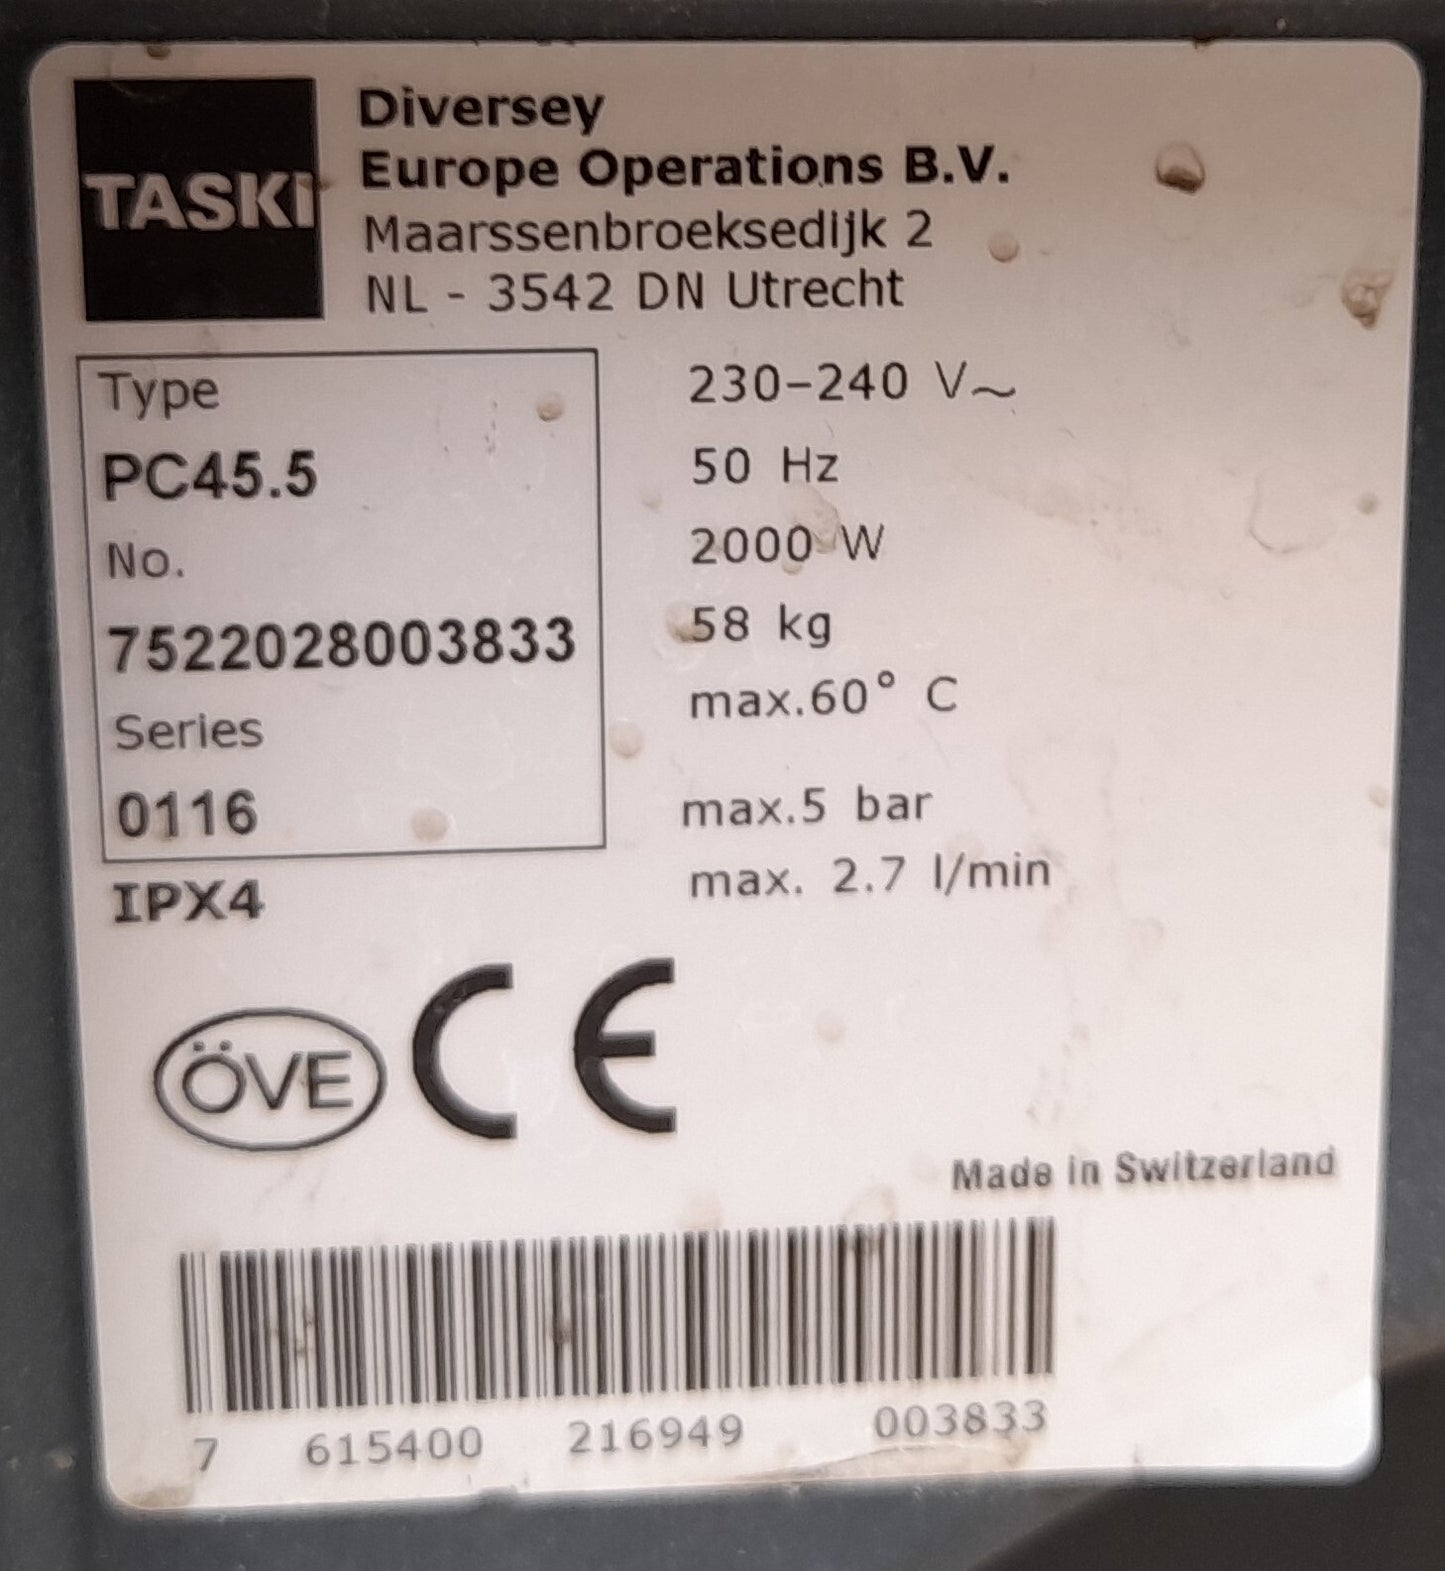 TASKI
Diversey
Europe Operations B.V.
Maarssenbroeksedijk 2
NL - 3542 DN Utrecht
Type
PC45.5
No.
7522028003833
Series
0116
IPX4
230-240 V~
50 Hz
2000 W
58 kg
max.60° C
max.5 bar
max. 2.7 l/min
ÖVE CE
Made in Switzerland
7 615400 216949 003833